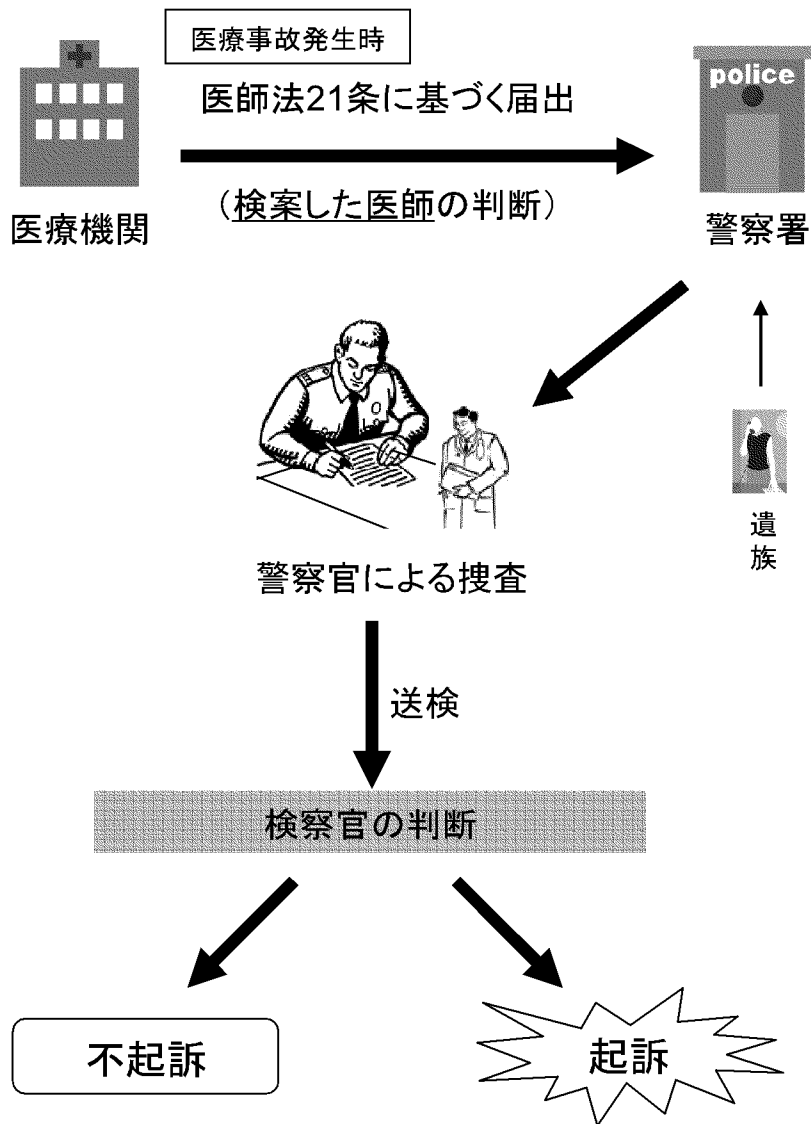 医療事故発生時
医師法21条に基づく届出
police
（検案した医師の判断）
医療機関
警察署
遺族
警察官による捜査
送検
検察官の判断
不起訴
起訴